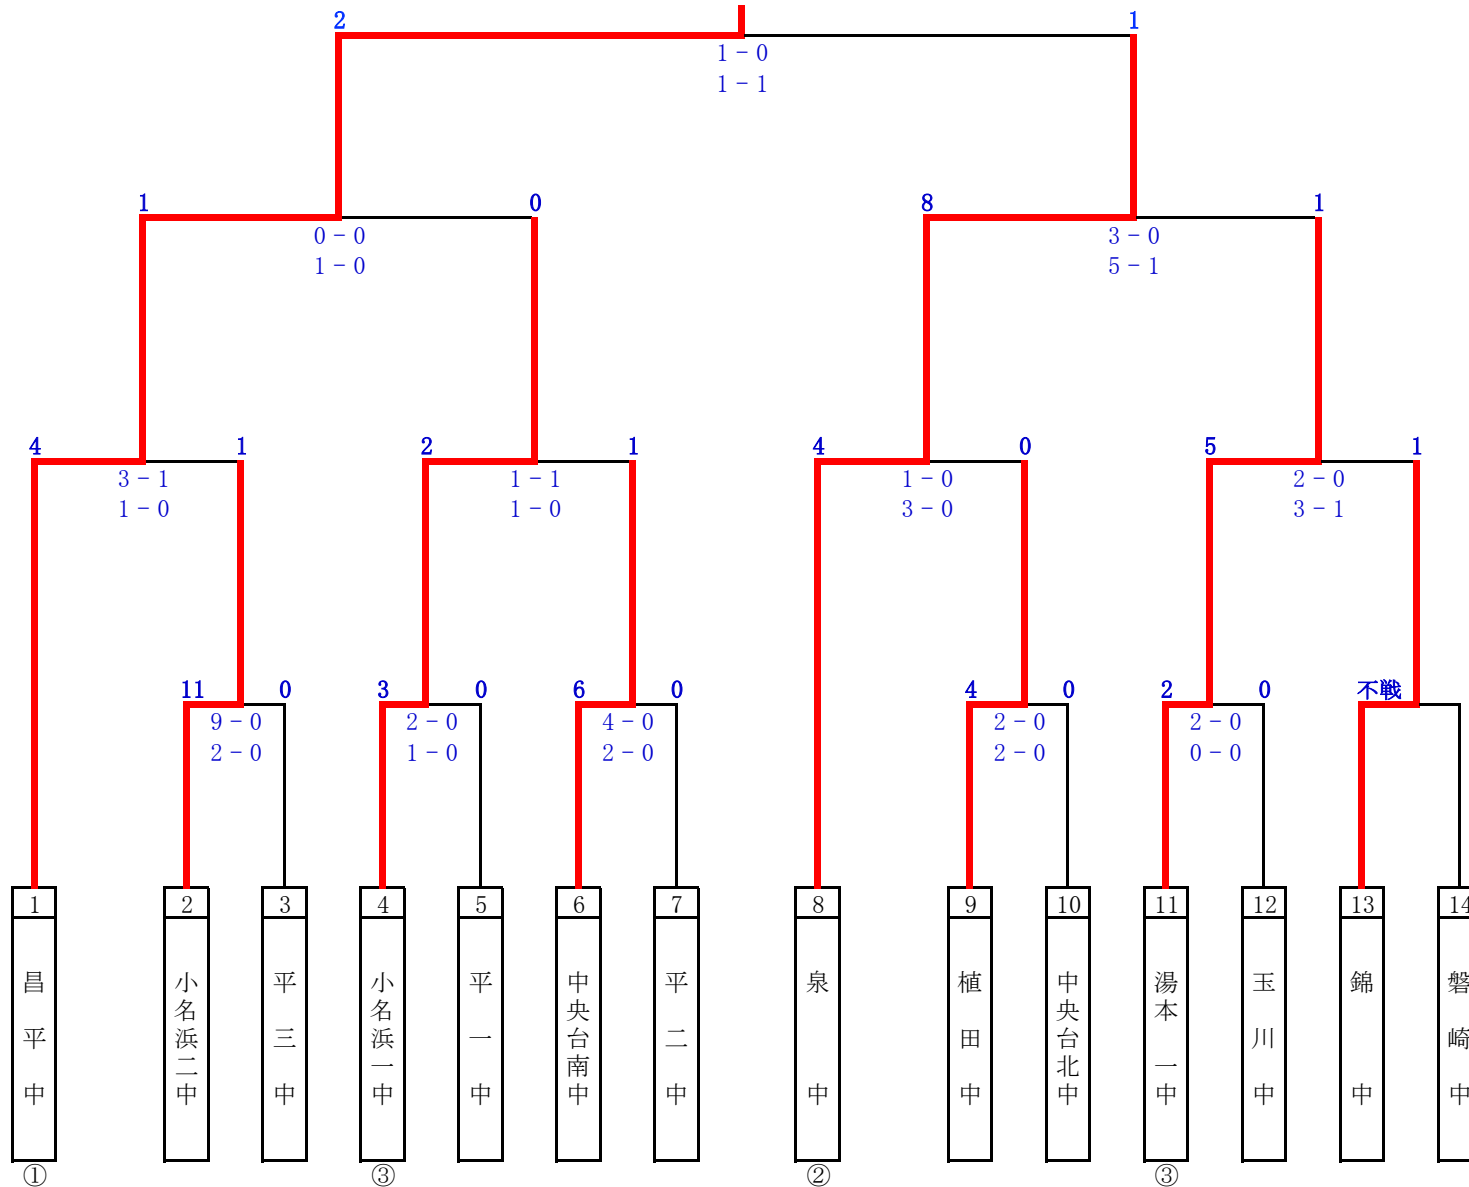 2 1
1－0
1－1
1 0 8 1
0－0 3－0
1－0 5－1
4 1 2 1 4 0 5 1
3－1 1－1 1－0 2－0
1－0 1－0 3－0 3－1
11 0 3 0 6 0 4 0 2 0 不戦
9－0 2－0 4－0 2－0 2－0
2－0 1－0 2－0 2－0 0－0
1 2 3 4 5 6 7 8 9 10 11 12 13 14
昌平中
小名浜二中
平三中
小名浜一中
平一中
中央台南中
平二中
泉中
植田中
中央台北中
湯本一中
玉川中
錦中
磐崎中
① ③ ② ③